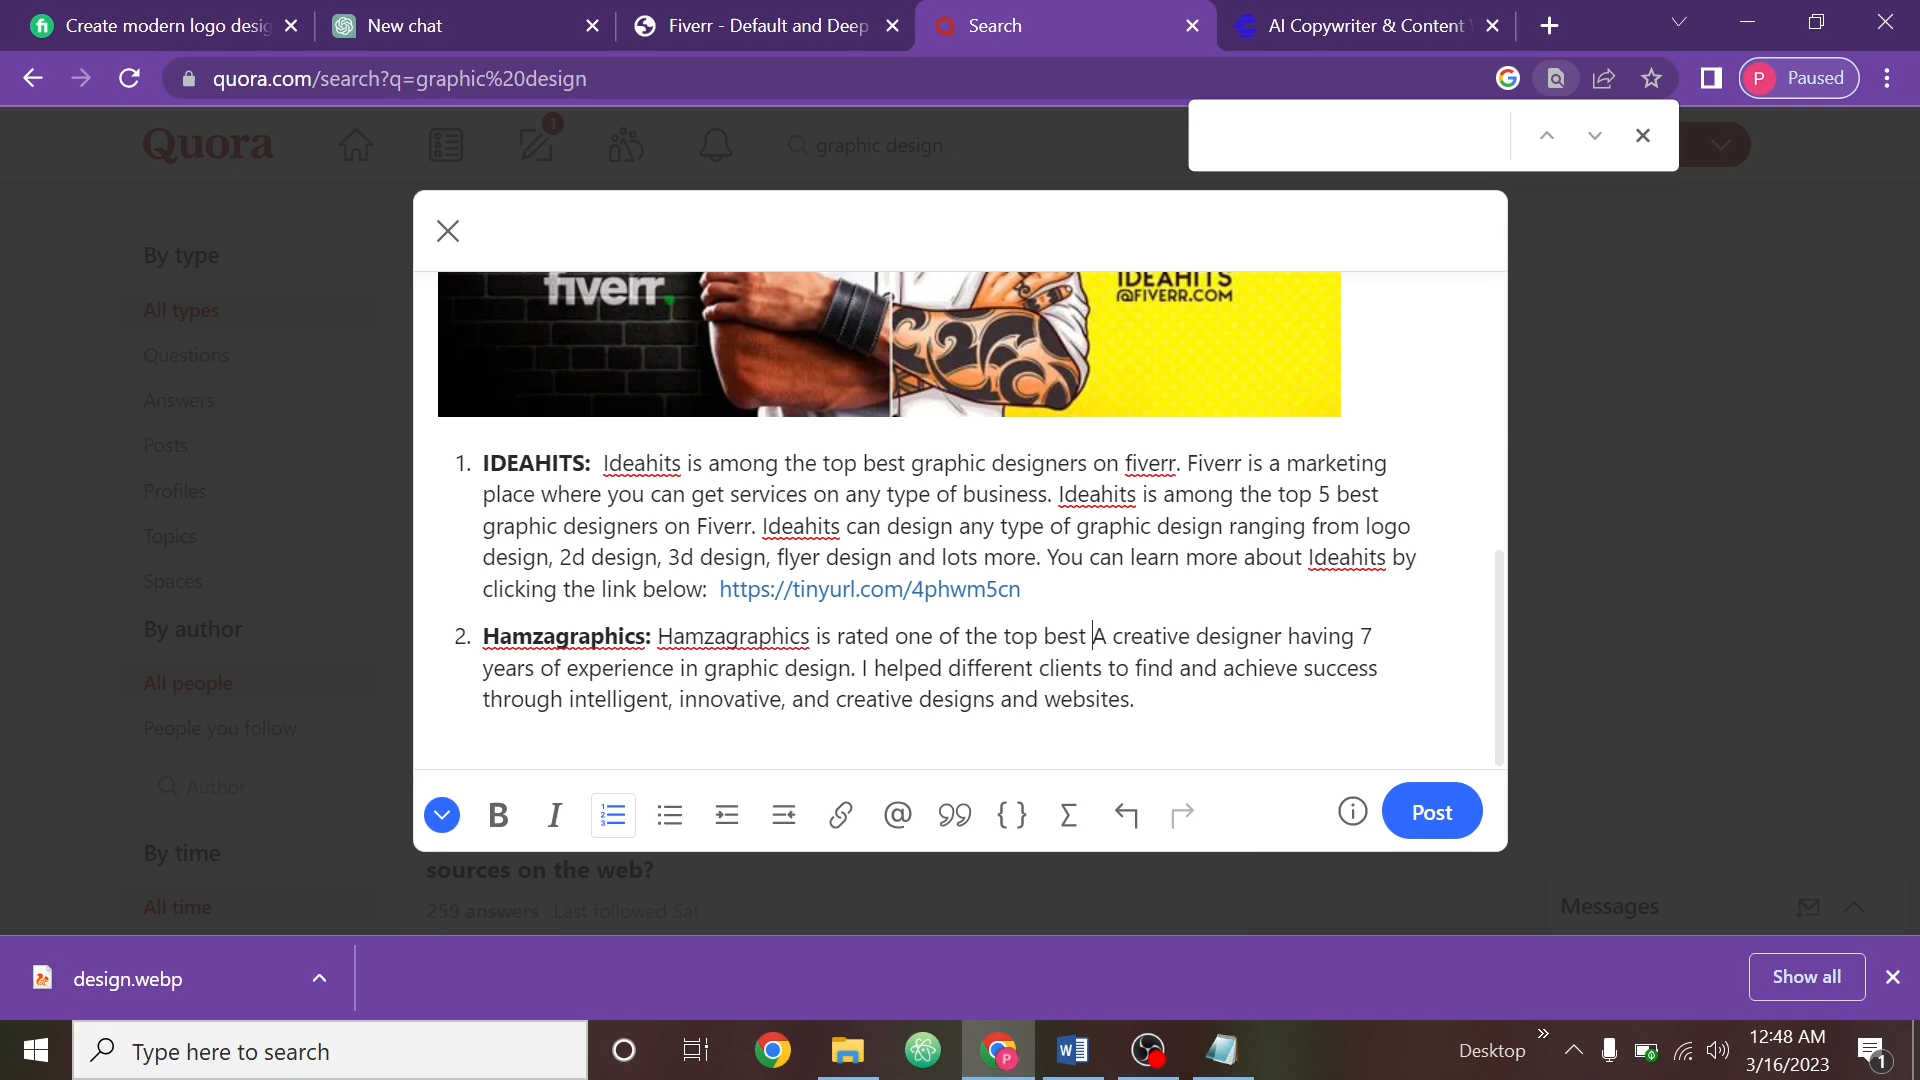 Create modern logo desig
New chat
Fiverr - Default and Deep
Search
AI Copywriter & Content
quora.com/search?q=graphic%20design
P Paused
Quora
1
graphic design
By type
All types
Questions
Answers
Posts
Profiles
Topics
Spaces
By author
All people
People you follow
Author
By time
All time
fiverr.
IDEAHITS
@FIVERR.COM
1. IDEAHITS: Ideahits is among the top best graphic designers on fiverr. Fiverr is a marketing
place where you can get services on any type of business. Ideahits is among the top 5 best
graphic designers on Fiverr. Ideahits can design any type of graphic design ranging from logo
design, 2d design, 3d design, flyer design and lots more. You can learn more about Ideahits by
clicking the link below: https://tinyurl.com/4phwm5cn
2. Hamzagraphics: Hamzagraphics is rated one of the top best A creative designer having 7
years of experience in graphic design. I helped different clients to find and achieve success
through intelligent, innovative, and creative designs and websites.
Post
sources on the web?
259 answers Last followed Sat
Messages
design.webp
Show all
Type here to search
Desktop
12:48 AM
3/16/2023
1